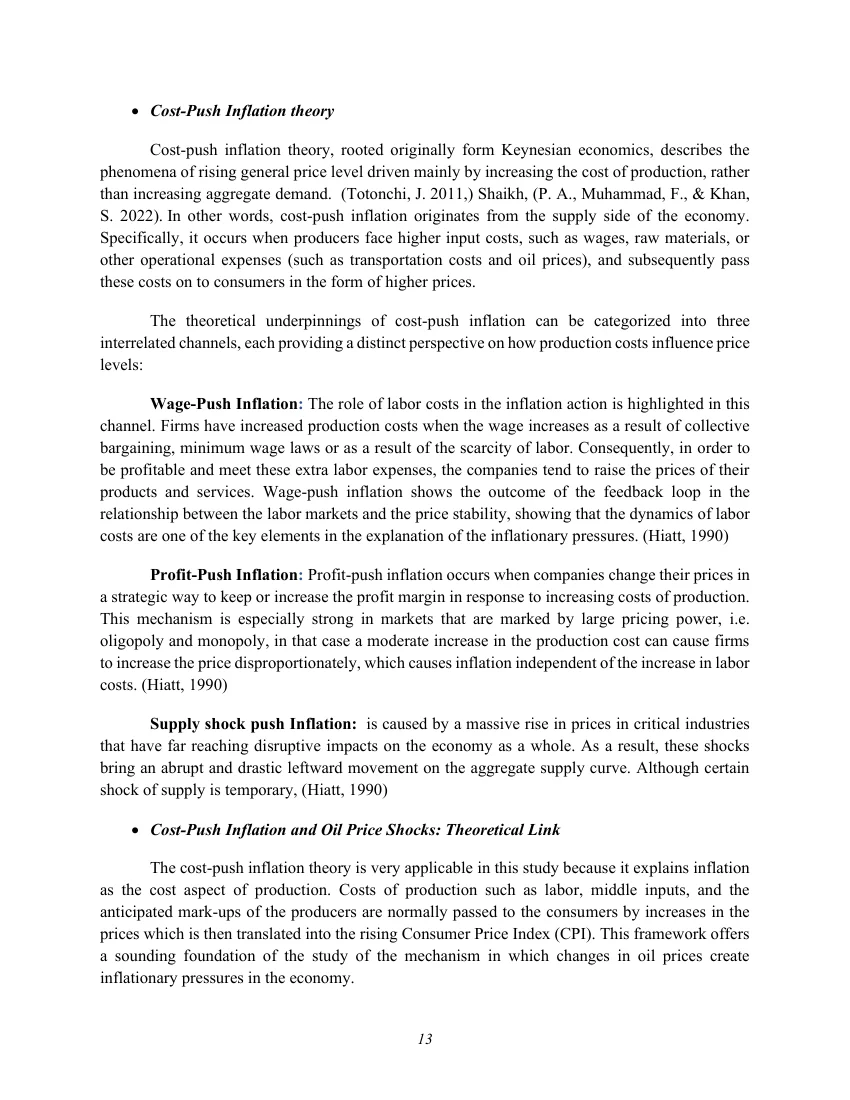 • Cost-Push Inflation theory
Cost-push inflation theory, rooted originally form Keynesian economics, describes the
phenomena of rising general price level driven mainly by increasing the cost of production, rather
than increasing aggregate demand.  (Totonchi, J. 2011,) Shaikh, (P. A., Muhammad, F., & Khan,
S. 2022). In other words, cost-push inflation originates from the supply side of the economy.
Specifically, it occurs when producers face higher input costs, such as wages, raw materials, or
other operational expenses (such as transportation costs and oil prices), and subsequently pass
these costs on to consumers in the form of higher prices.
The theoretical underpinnings of cost-push inflation can be categorized into three
interrelated channels, each providing a distinct perspective on how production costs influence price
levels:
Wage-Push Inflation: The role of labor costs in the inflation action is highlighted in this
channel. Firms have increased production costs when the wage increases as a result of collective
bargaining, minimum wage laws or as a result of the scarcity of labor. Consequently, in order to
be profitable and meet these extra labor expenses, the companies tend to raise the prices of their
products and services. Wage-push inflation shows the outcome of the feedback loop in the
relationship between the labor markets and the price stability, showing that the dynamics of labor
costs are one of the key elements in the explanation of the inflationary pressures. (Hiatt, 1990)
Profit-Push Inflation: Profit-push inflation occurs when companies change their prices in
a strategic way to keep or increase the profit margin in response to increasing costs of production.
This mechanism is especially strong in markets that are marked by large pricing power, i.e.
oligopoly and monopoly, in that case a moderate increase in the production cost can cause firms
to increase the price disproportionately, which causes inflation independent of the increase in labor
costs. (Hiatt, 1990)
Supply shock push Inflation:  is caused by a massive rise in prices in critical industries
that have far reaching disruptive impacts on the economy as a whole. As a result, these shocks
bring an abrupt and drastic leftward movement on the aggregate supply curve. Although certain
shock of supply is temporary, (Hiatt, 1990)
• Cost-Push Inflation and Oil Price Shocks: Theoretical Link
The cost-push inflation theory is very applicable in this study because it explains inflation
as the cost aspect of production. Costs of production such as labor, middle inputs, and the
anticipated mark-ups of the producers are normally passed to the consumers by increases in the
prices which is then translated into the rising Consumer Price Index (CPI). This framework offers
a sounding foundation of the study of the mechanism in which changes in oil prices create
inflationary pressures in the economy.
13